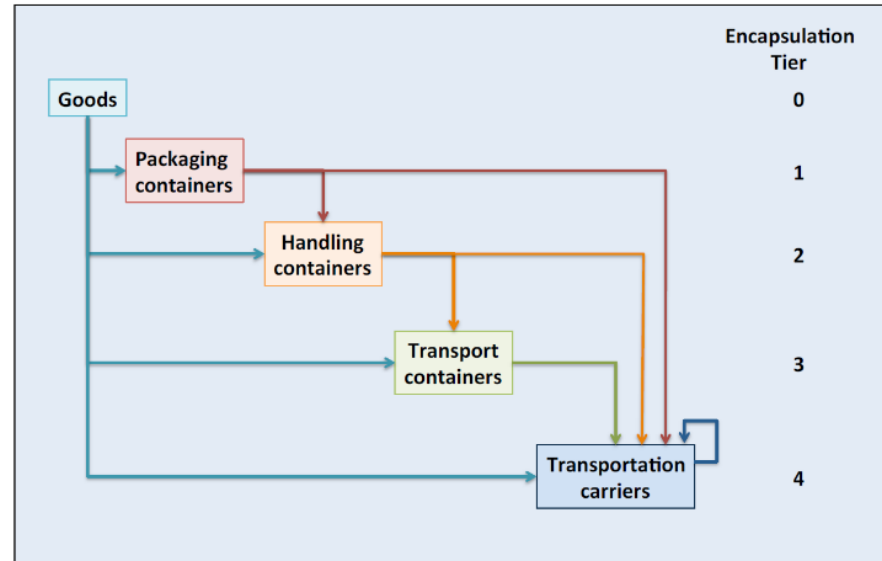 Encapsulation
Tier
Goods
0
Packaging
containers
1
Handling
containers
2
Transport
containers
3
Transportation
carriers
4